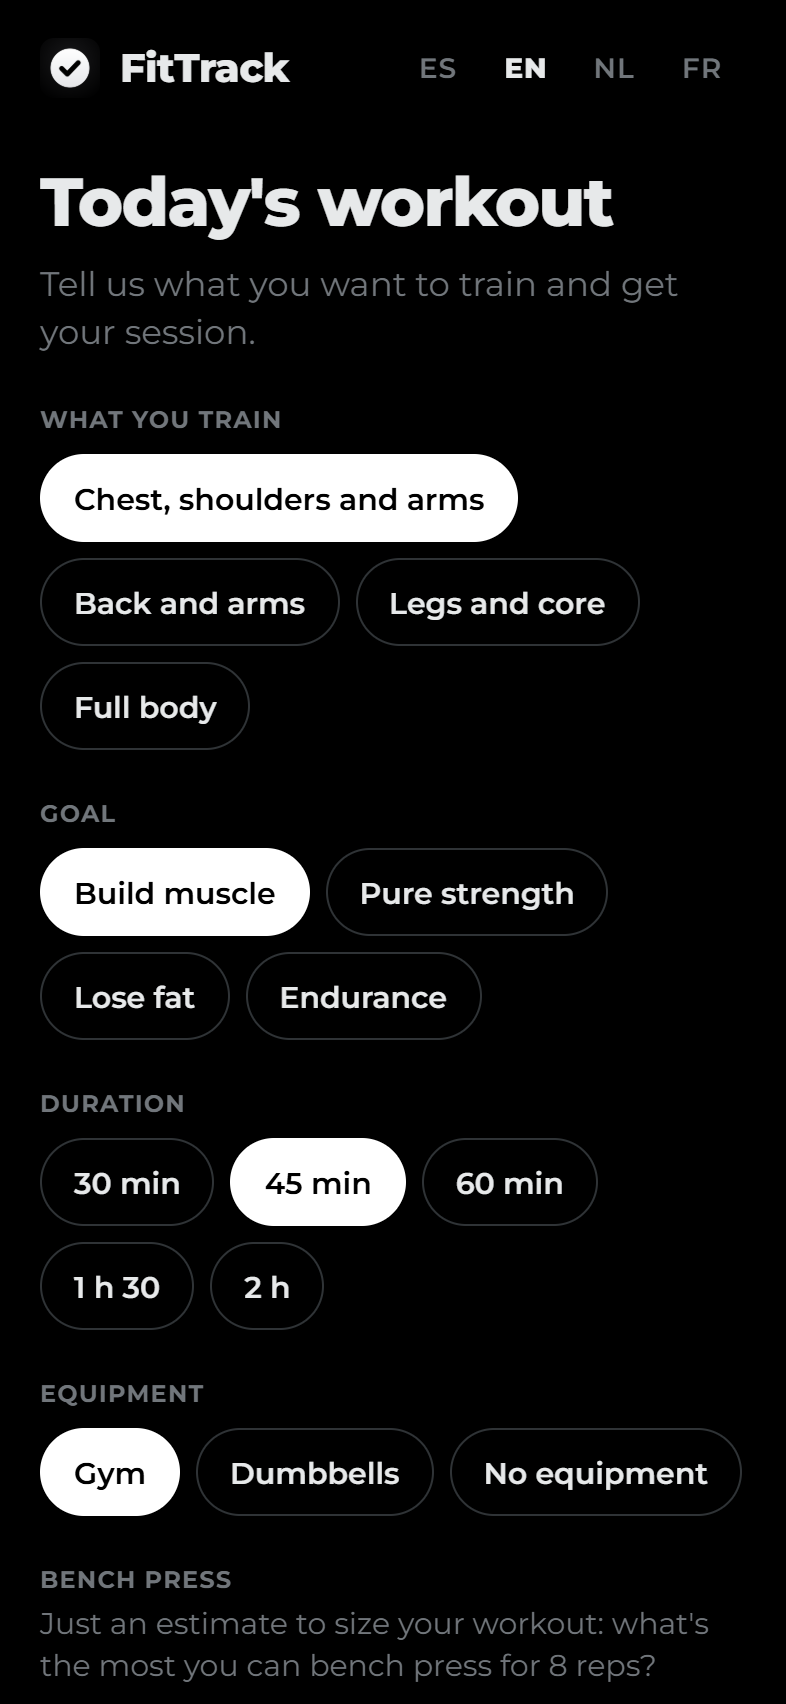 FitTrack ES EN NL FR
Today's workout
Tell us what you want to train and get
your session.
WHAT YOU TRAIN
Chest, shoulders and arms
Back and arms Legs and core
Full body
GOAL
Build muscle Pure strength
Lose fat Endurance
DURATION
30 min 45 min 60 min
1 h 30 2 h
EQUIPMENT
Gym Dumbbells No equipment
BENCH PRESS
Just an estimate to size your workout: what's
the most you can bench press for 8 reps?